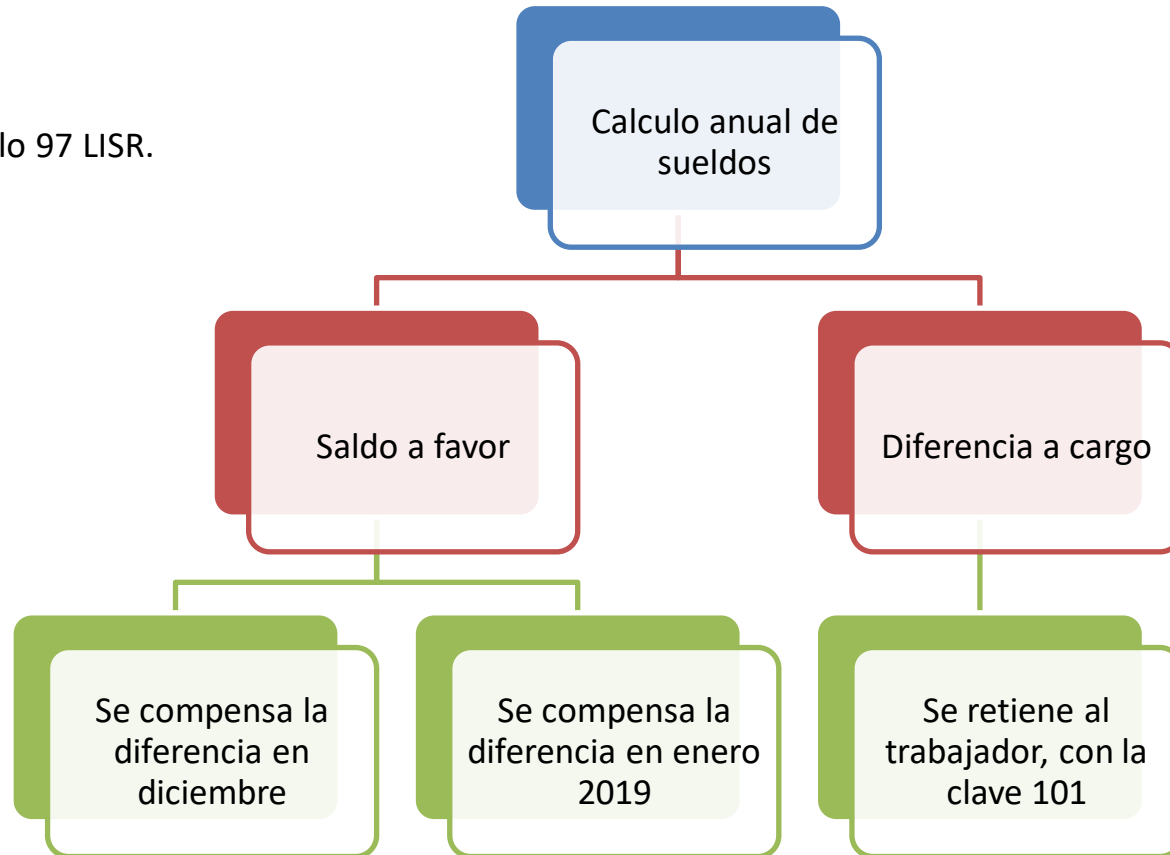 lo 97 LISR.
Calculo anual de
sueldos
Saldo a favor
Diferencia a cargo
Se compensa la
diferencia en
diciembre
Se compensa la
diferencia en enero
2019
Se retiene al
trabajador, con la
clave 101